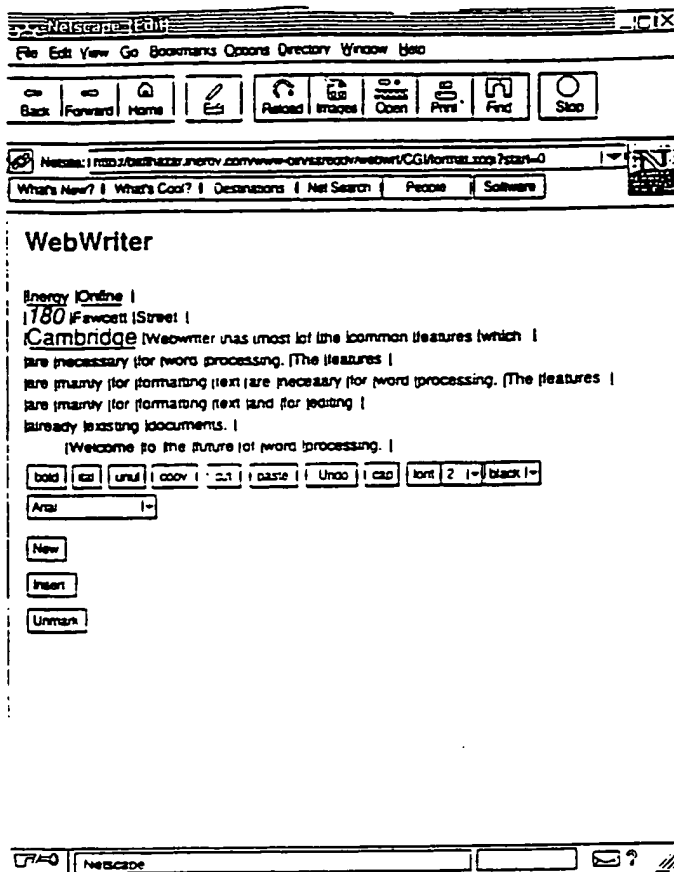 Netscape - [Edit]
File Edit View Go Bookmarks Options Directory Window Help
Back Forward Home Reload Images Open Print Find Stop
What's New? What's Cool? Destinations Net Search People Software
WebWriter
|Energy |Online |
|180 |Fawcett |Street |
|Cambridge |Webwriter |has |most |of |the |common |features |which |
|are |necessary |for |word |processing. |The |features |
|are |mainly |for |formatting |text |are |necessary |for |word |processing. |The |features |
|are |mainly |for |formatting |text |and |for |editing |
|already |existing |documents. |
|Welcome |to |the |future |of |word |processing. |
bold ital unul copy cut paste Undo cap font 2 black
Arial
New
Insert
Unmark
Netscape